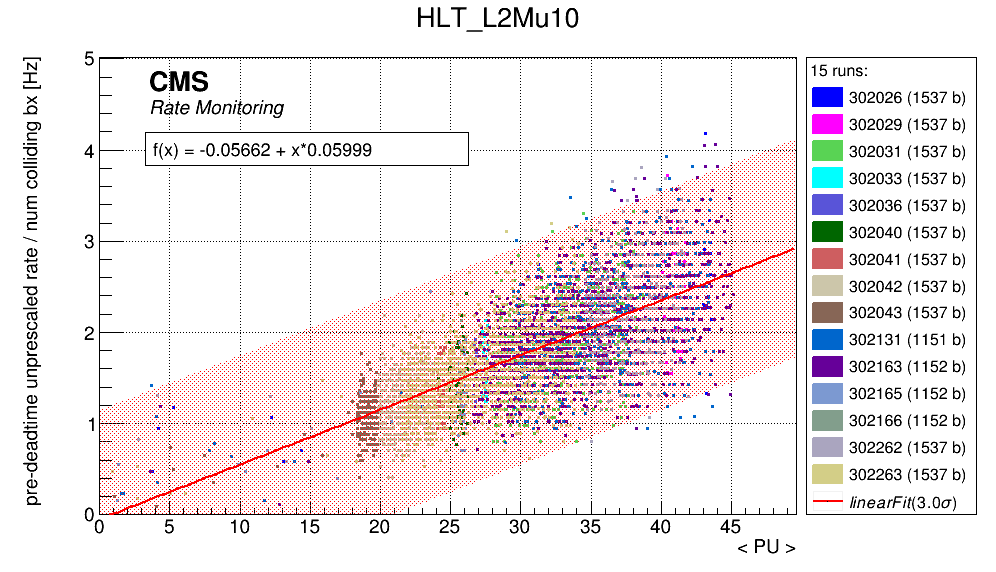 HLT_L2Mu10
pre-deadtime unprescaled rate / num colliding bx [Hz]
CMS
Rate Monitoring
f(x) = -0.05662 + x*0.05999
5
4
3
2
1
0
0 5 10 15 20 25 30 35 40 45
< PU >
15 runs:
302026 (1537 b)
302029 (1537 b)
302031 (1537 b)
302033 (1537 b)
302036 (1537 b)
302040 (1537 b)
302041 (1537 b)
302042 (1537 b)
302043 (1537 b)
302131 (1151 b)
302163 (1152 b)
302165 (1152 b)
302166 (1152 b)
302262 (1537 b)
302263 (1537 b)
linearFit(3.0σ)